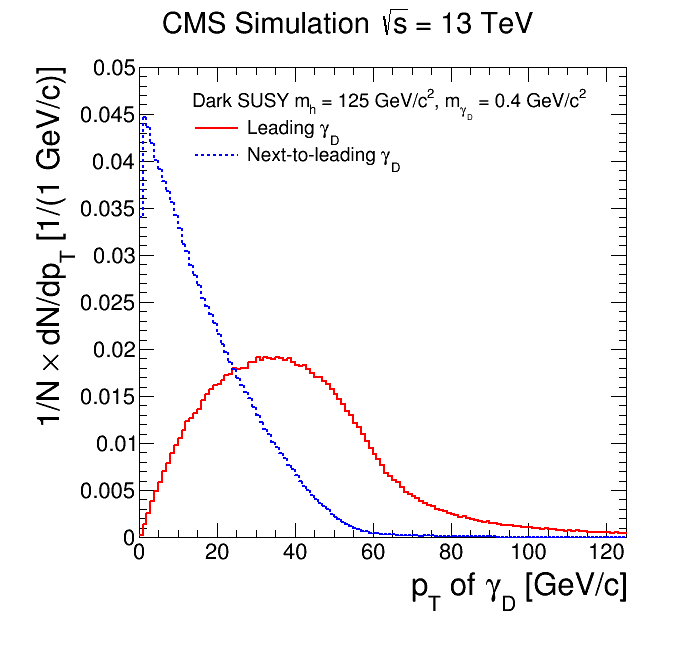 CMS Simulation √s = 13 TeV
1/N × dN/dp_T [1/(1 GeV/c)]
0.05
0.045
0.04
0.035
0.03
0.025
0.02
0.015
0.01
0.005
0
Dark SUSY m_h = 125 GeV/c², m_γ_D = 0.4 GeV/c²
Leading γ_D
Next-to-leading γ_D
0 20 40 60 80 100 120
p_T of γ_D [GeV/c]